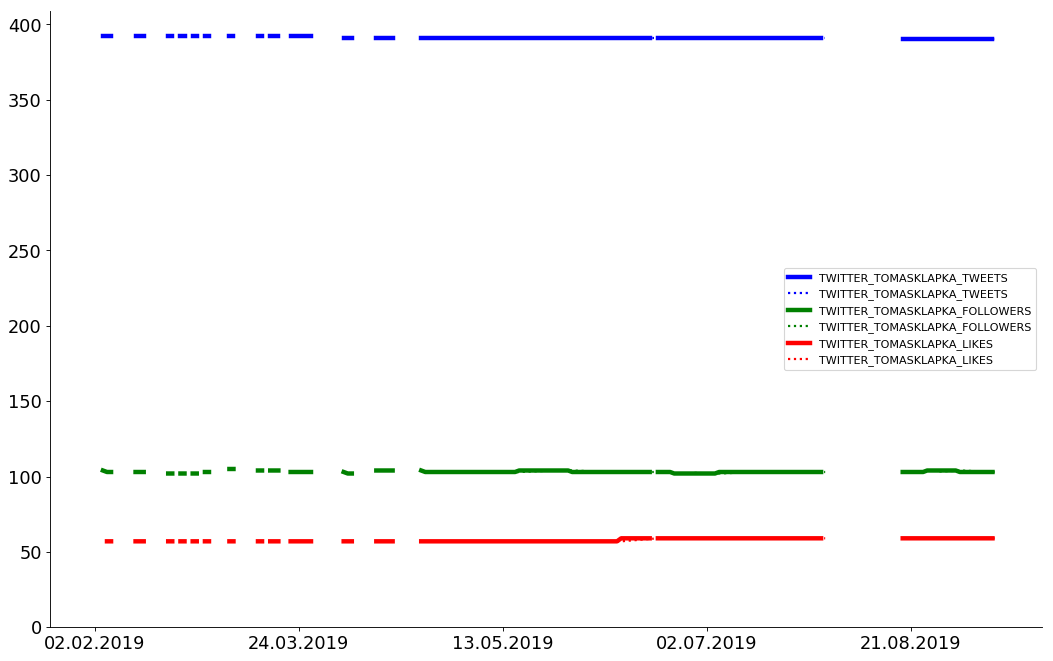 400
350
300
250
200
150
100
50
0
02.02.2019
24.03.2019
13.05.2019
02.07.2019
21.08.2019
TWITTER_TOMASKLAPKA_TWEETS
TWITTER_TOMASKLAPKA_TWEETS
TWITTER_TOMASKLAPKA_FOLLOWERS
TWITTER_TOMASKLAPKA_FOLLOWERS
TWITTER_TOMASKLAPKA_LIKES
TWITTER_TOMASKLAPKA_LIKES